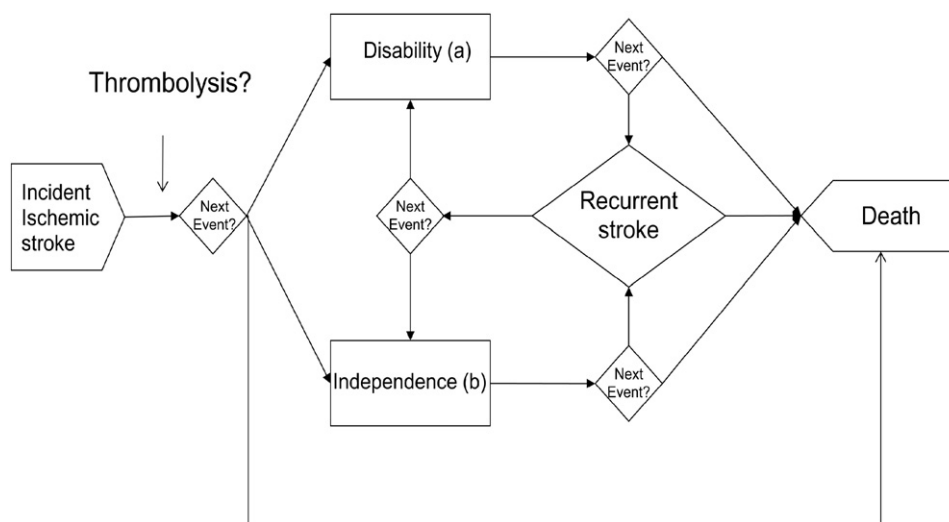 Disability (a)
Next
Event?
Thrombolysis?
Incident
Ischemic
stroke
Next
Event?
Next
Event?
Recurrent
stroke
Death
Independence (b)
Next
Event?